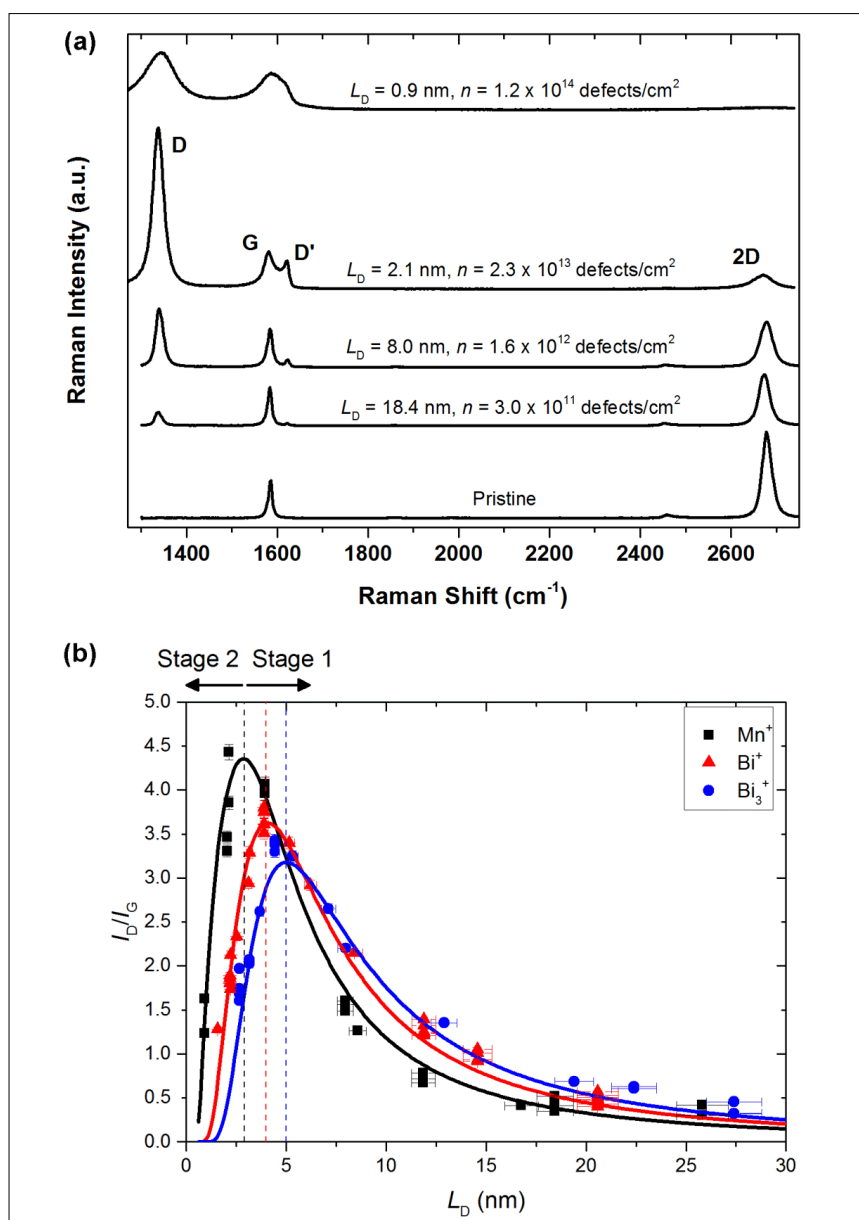 (a)
L_D = 0.9 nm, n = 1.2 x 10^14 defects/cm^2
D
G
D'
2D
L_D = 2.1 nm, n = 2.3 x 10^13 defects/cm^2
L_D = 8.0 nm, n = 1.6 x 10^12 defects/cm^2
L_D = 18.4 nm, n = 3.0 x 10^11 defects/cm^2
Pristine
Raman Intensity (a.u.)
1400 1600 1800 2000 2200 2400 2600
Raman Shift (cm^-1)
(b)
Stage 2 Stage 1
5.0
4.5
4.0
3.5
3.0
2.5
2.0
1.5
1.0
0.5
0.0
I_D/I_G
Mn^+
Bi^+
Bi_3^+
0 5 10 15 20 25 30
L_D (nm)